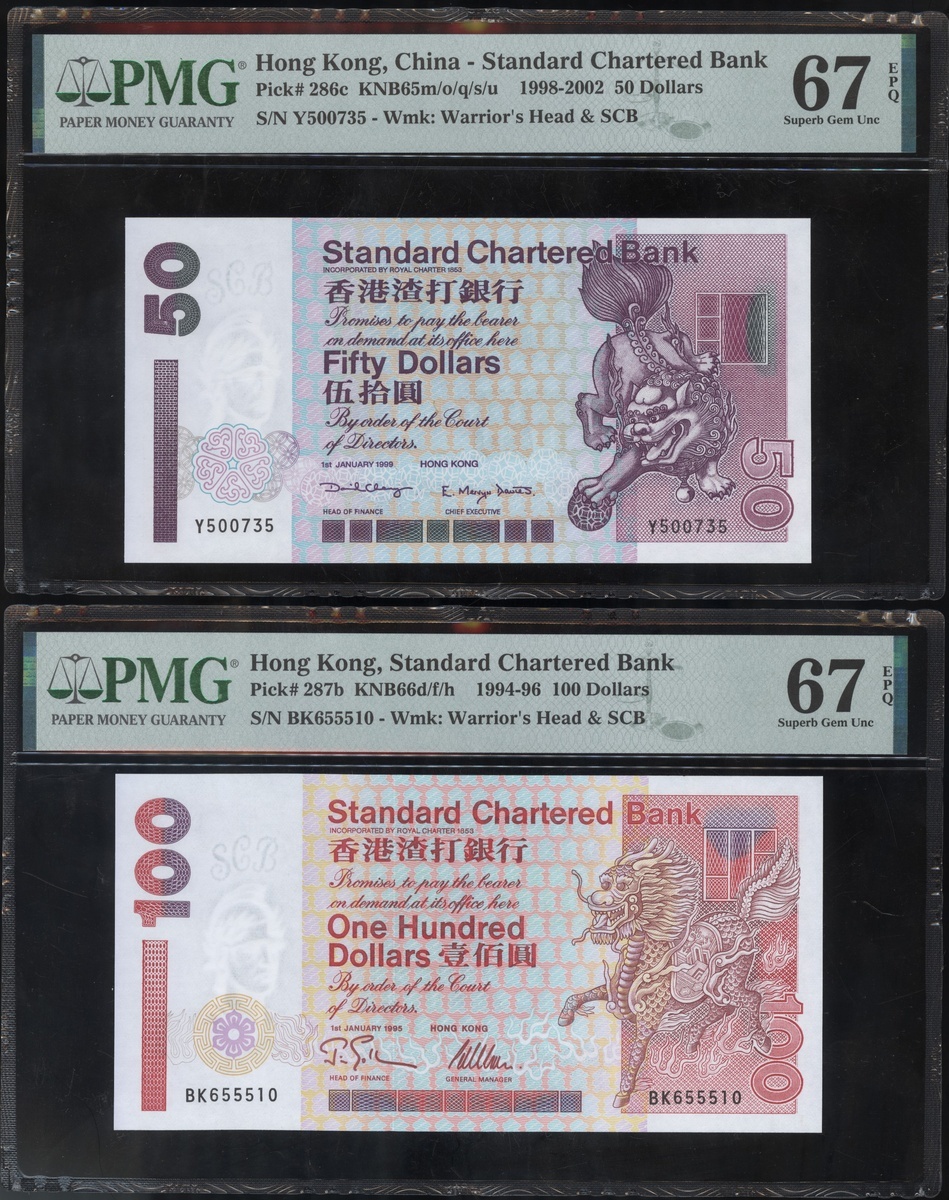 PMG®
PAPER MONEY GUARANTY
Hong Kong, China - Standard Chartered Bank
Pick# 286c KNB65m/o/q/s/u 1998-2002 50 Dollars
S/N Y500735 - Wmk: Warrior's Head & SCB
67 EPQ
Superb Gem Unc
50
SCB
Standard Chartered Bank
INCORPORATED BY ROYAL CHARTER 1853
香港渣打銀行
Promises to pay the bearer
on demand at its office here
Fifty Dollars
伍拾圓
By order of the Court
of Directors.
1st JANUARY 1999 HONG KONG
HEAD OF FINANCE CHIEF EXECUTIVE
Y500735
Y500735
50
PMG®
PAPER MONEY GUARANTY
Hong Kong, Standard Chartered Bank
Pick# 287b KNB66d/f/h 1994-96 100 Dollars
S/N BK655510 - Wmk: Warrior's Head & SCB
67 EPQ
Superb Gem Unc
100
SCB
Standard Chartered Bank
INCORPORATED BY ROYAL CHARTER 1853
香港渣打銀行
Promises to pay the bearer
on demand at its office here
One Hundred
Dollars 壹佰圓
By order of the Court
of Directors.
1st JANUARY 1995 HONG KONG
HEAD OF FINANCE GENERAL MANAGER
BK655510
BK655510
100